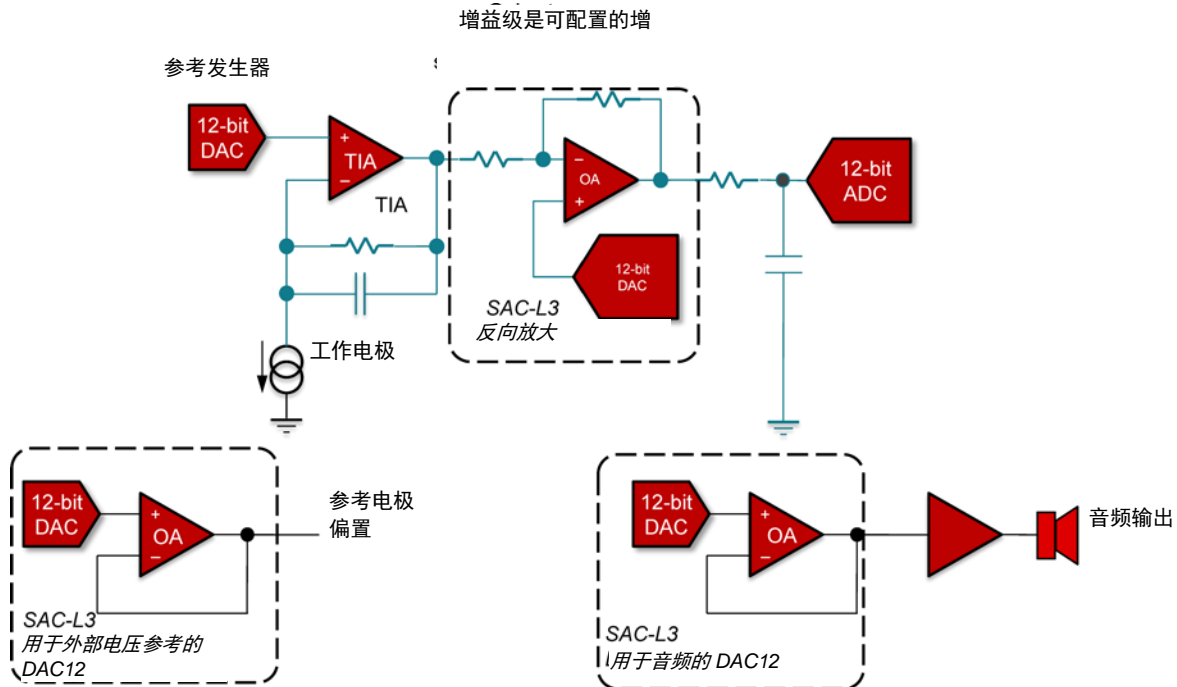 增益级是可配置的增
参考发生器
12-bit
DAC
+
TIA
−
TIA
−
OA
+
12-bit
DAC
SAC-L3
反向放大
12-bit
ADC
工作电极
12-bit
DAC
+
OA
−
参考电极
偏置
SAC-L3
用于外部电压参考的
DAC12
12-bit
DAC
+
OA
−
音频输出
SAC-L3
用于音频的 DAC12